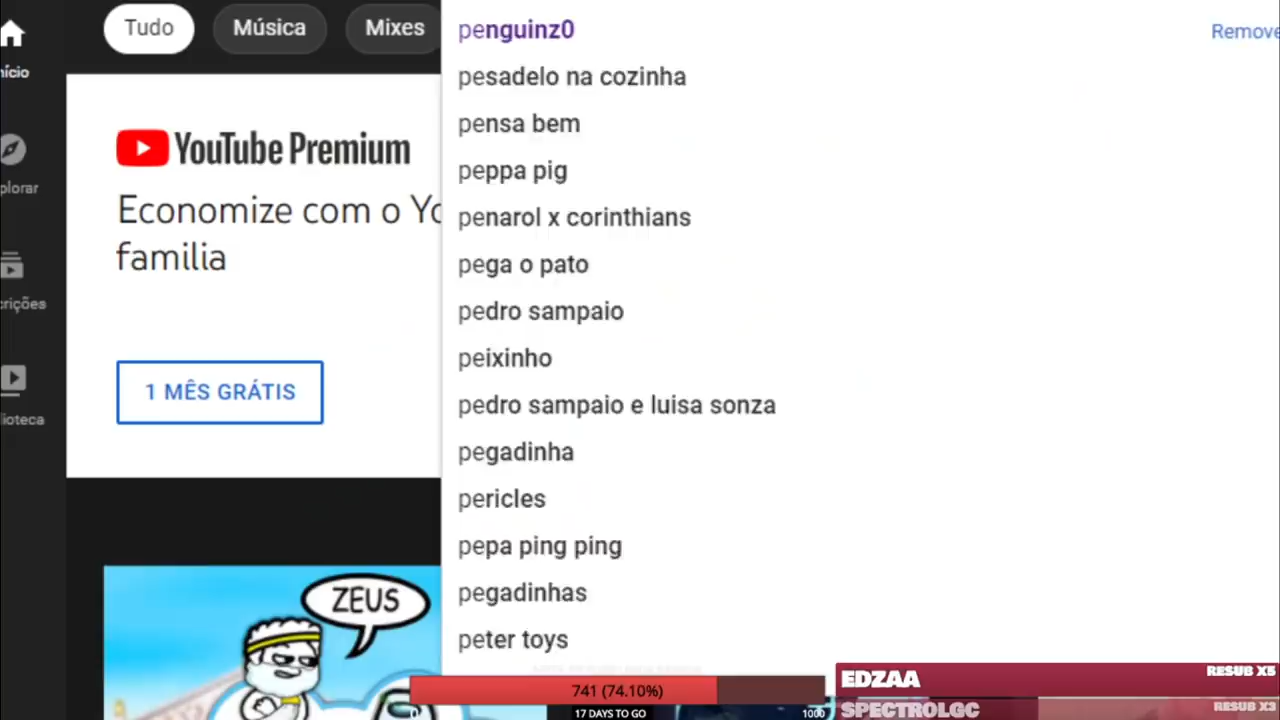 Tudo
Música
Mixes
nício
plorar
crições
lioteca
YouTube Premium
Economize com o Yo
familia
1 MÊS GRÁTIS
ZEUS
penguinz0
Remove
pesadelo na cozinha
pensa bem
peppa pig
penarol x corinthians
pega o pato
pedro sampaio
peixinho
pedro sampaio e luisa sonza
pegadinha
pericles
pepa ping ping
pegadinhas
peter toys
741 (74.10%)
0
17 DAYS TO GO
1000
EDZAA
RESUB X5
SPECTROLGC
RESUB X3